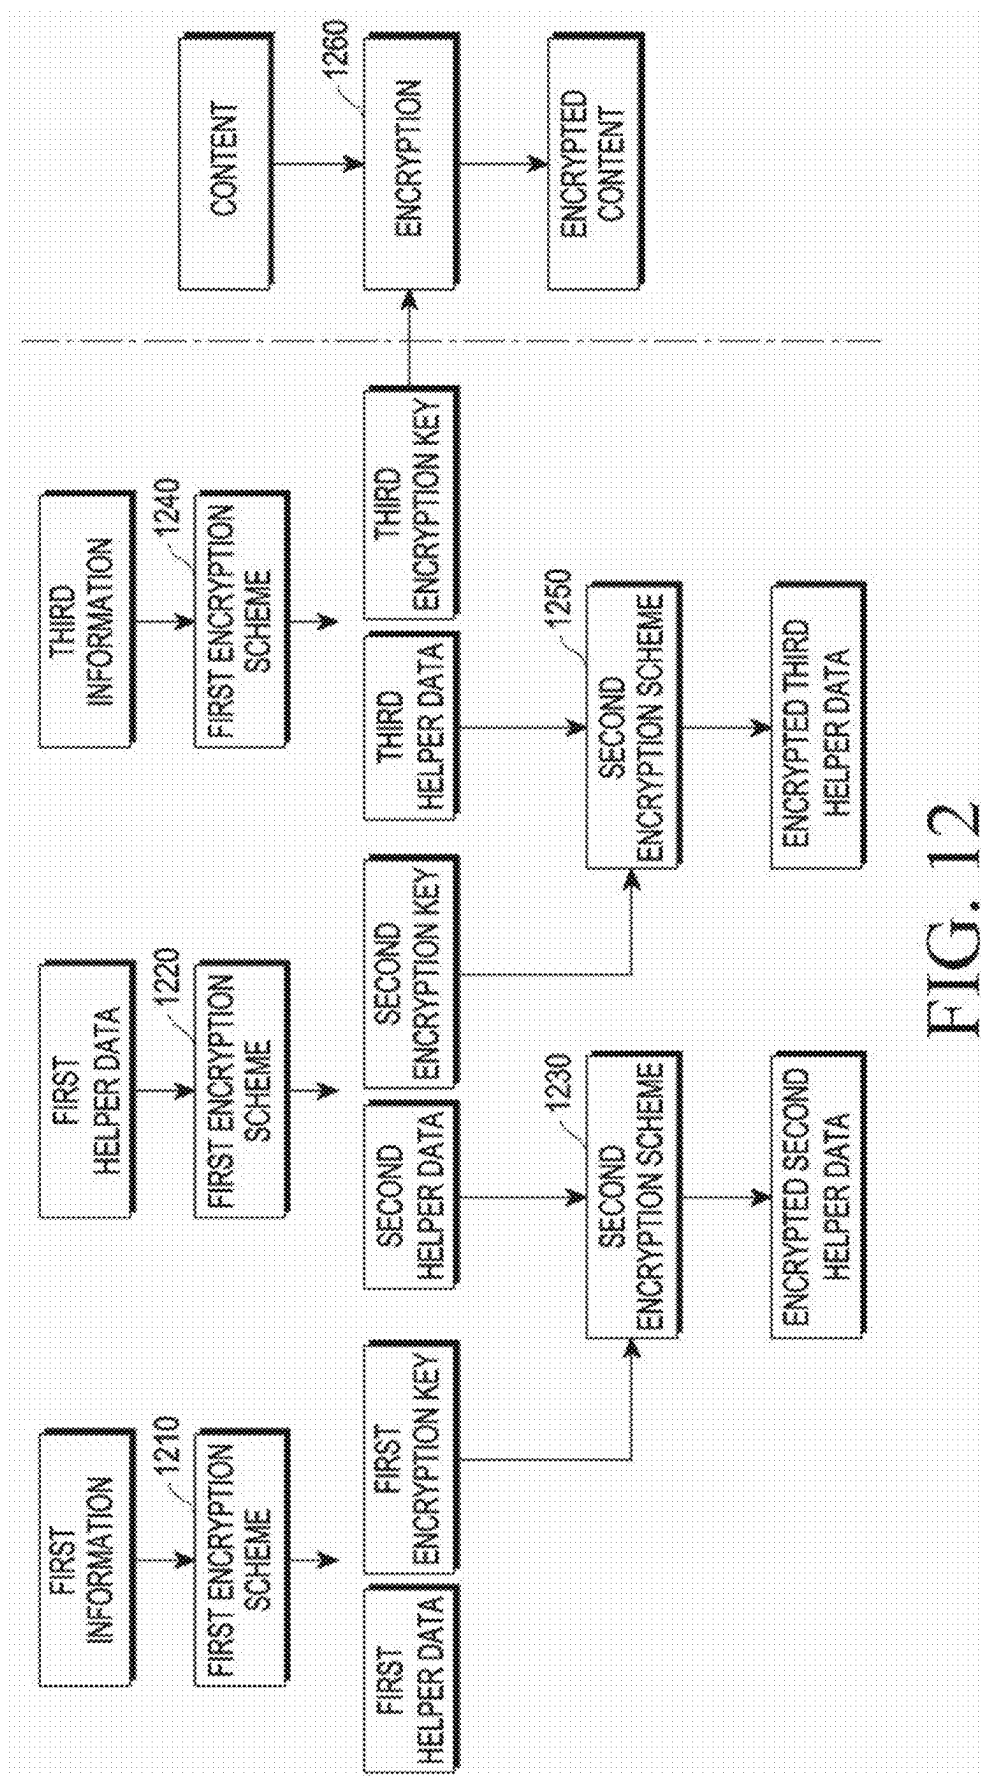 FIRST
INFORMATION
1210
FIRST ENCRYPTION
SCHEME
FIRST
HELPER DATA
FIRST
ENCRYPTION KEY
FIRST
HELPER DATA
1220
FIRST ENCRYPTION
SCHEME
SECOND
HELPER DATA
SECOND
ENCRYPTION KEY
1230
SECOND
ENCRYPTION SCHEME
ENCRYPTED SECOND
HELPER DATA
THIRD
INFORMATION
1240
FIRST ENCRYPTION
SCHEME
THIRD
HELPER DATA
THIRD
ENCRYPTION KEY
1250
SECOND
ENCRYPTION SCHEME
ENCRYPTED THIRD
HELPER DATA
CONTENT
1260
ENCRYPTION
ENCRYPTED
CONTENT
FIG. 12